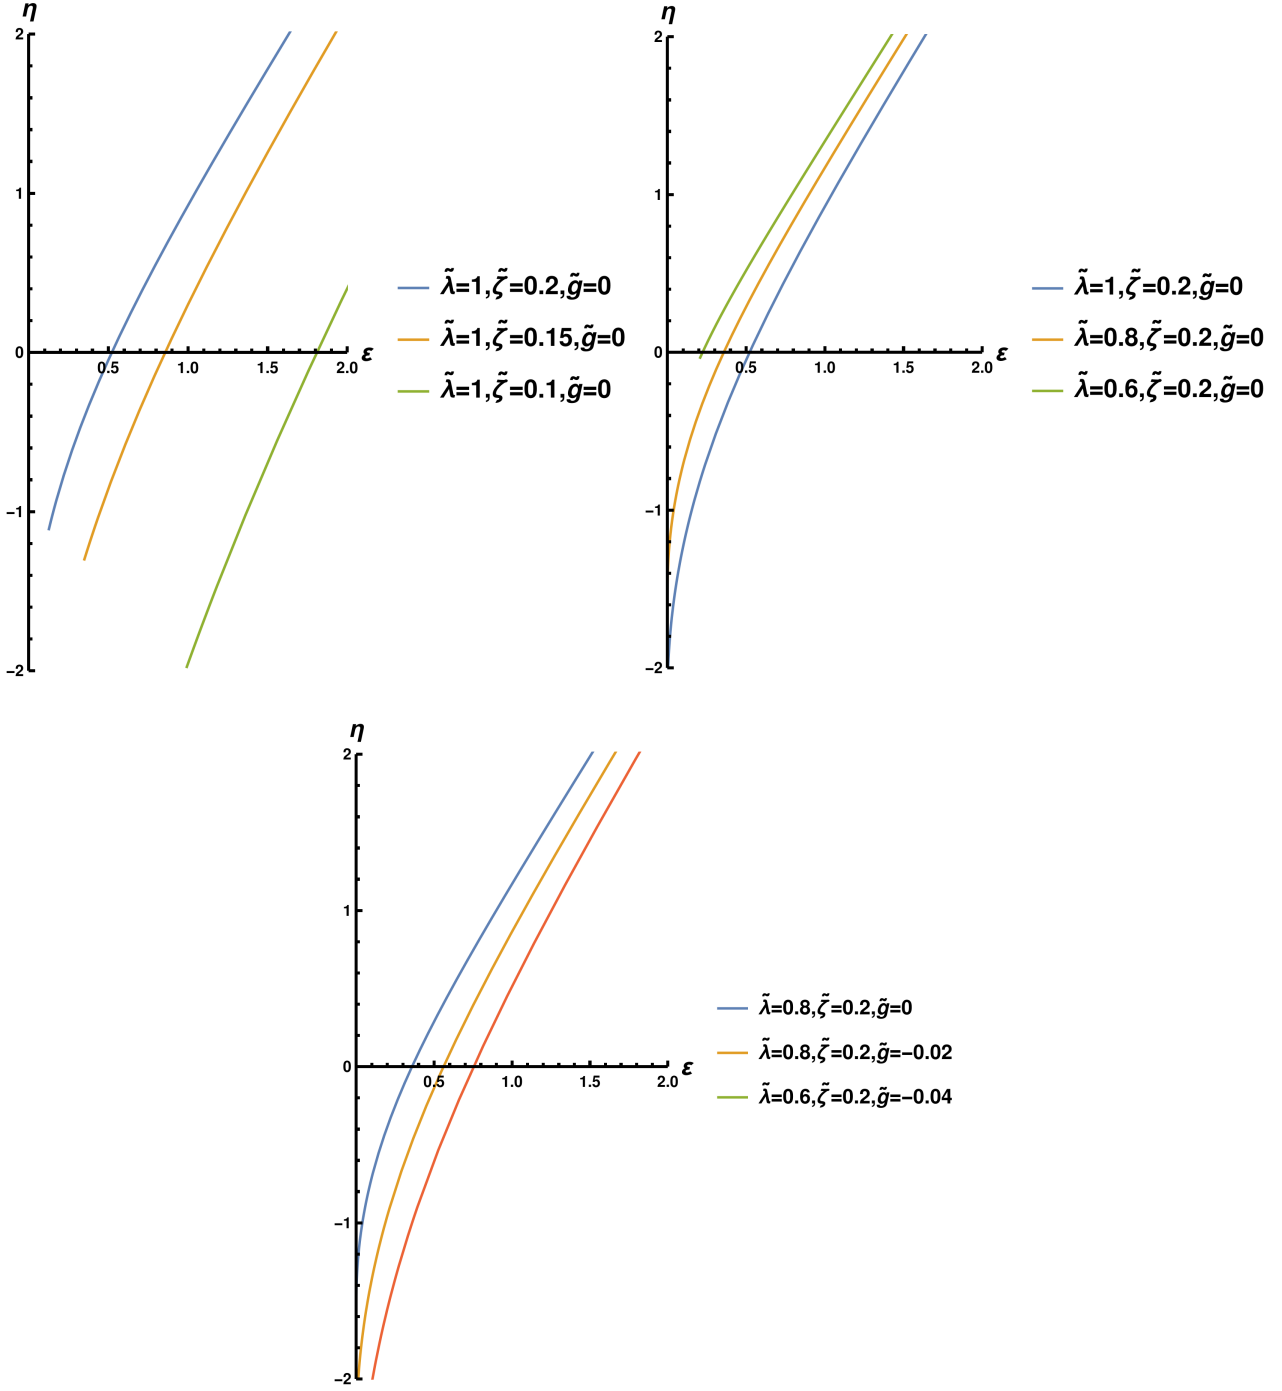 η
2
1
0
−1
−2
0.5 1.0 1.5 2.0
ε
λ̃=1,ζ̃=0.2,g̃=0
λ̃=1,ζ̃=0.15,g̃=0
λ̃=1,ζ̃=0.1,g̃=0
η
2
1
0
−1
−2
0.5 1.0 1.5 2.0
ε
λ̃=1,ζ̃=0.2,g̃=0
λ̃=0.8,ζ̃=0.2,g̃=0
λ̃=0.6,ζ̃=0.2,g̃=0
η
2
1
0
−1
−2
0.5 1.0 1.5 2.0
ε
λ̃=0.8,ζ̃=0.2,g̃=0
λ̃=0.8,ζ̃=0.2,g̃=−0.02
λ̃=0.6,ζ̃=0.2,g̃=−0.04